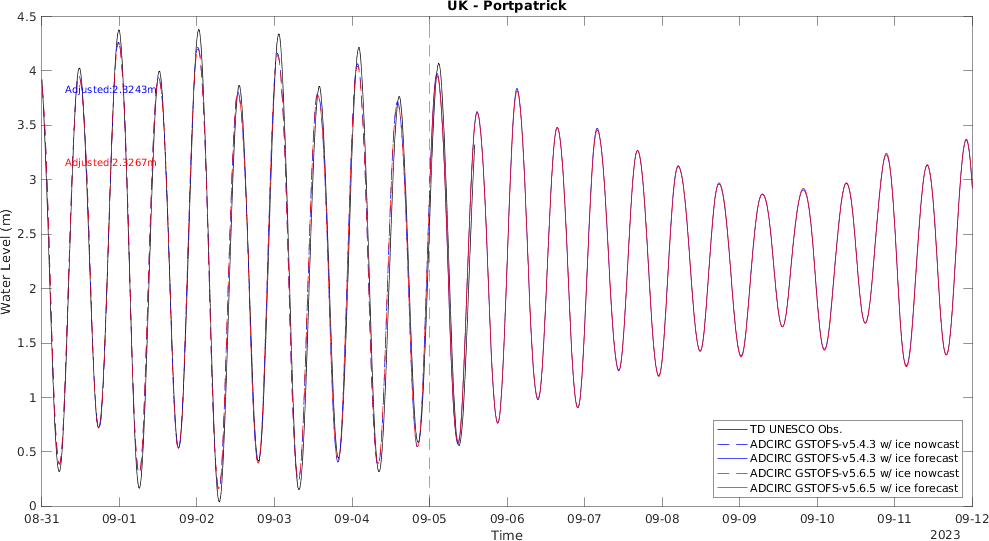 UK - Portpatrick
4.5
4
3.5
3
2.5
2
1.5
1
0.5
0
Water Level (m)
Adjusted:2.3243m
Adjusted:2.3267m
TD UNESCO Obs.
ADCIRC GSTOFS-v5.4.3 w/ ice nowcast
ADCIRC GSTOFS-v5.4.3 w/ ice forecast
ADCIRC GSTOFS-v5.6.5 w/ ice nowcast
ADCIRC GSTOFS-v5.6.5 w/ ice forecast
08-31 09-01 09-02 09-03 09-04 09-05 09-06 09-07 09-08 09-09 09-10 09-11 09-12
Time
2023